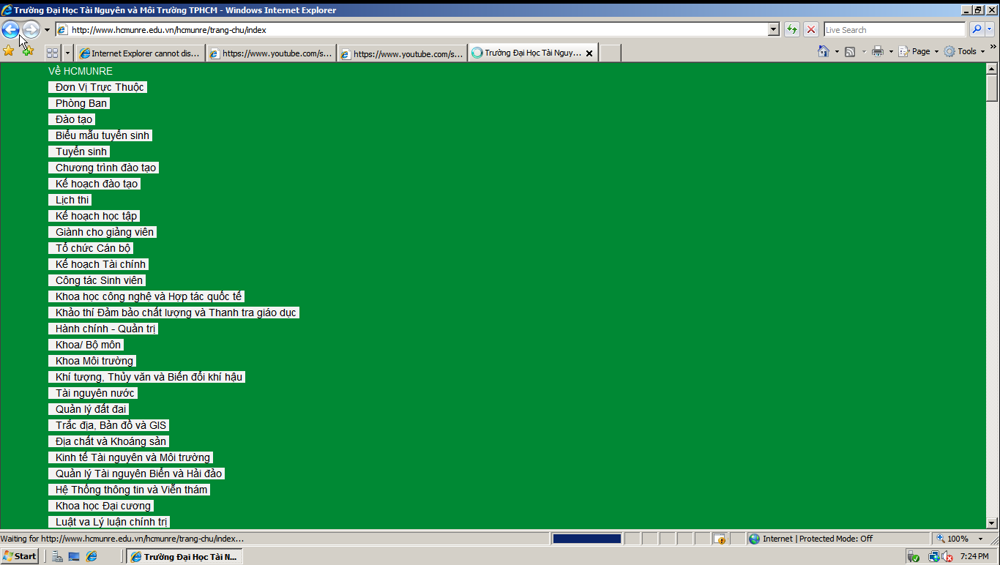 Trường Đại Học Tài Nguyên và Môi Trường TPHCM - Windows Internet Explorer
http://www.hcmunre.edu.vn/hcmunre/trang-chu/index
Live Search
Internet Explorer cannot dis...
https://www.youtube.com/s...
https://www.youtube.com/s...
Trường Đại Học Tài Nguy...
Page
Tools
Về HCMUNRE
Đơn Vị Trực Thuộc
Phòng Ban
Đào tạo
Biểu mẫu tuyển sinh
Tuyển sinh
Chương trình đào tạo
Kế hoạch đào tạo
Lịch thi
Kế hoạch học tập
Giành cho giảng viên
Tổ chức Cán bộ
Kế hoạch Tài chính
Công tác Sinh viên
Khoa học công nghệ và Hợp tác quốc tế
Khảo thí Đảm bảo chất lượng và Thanh tra giáo dục
Hành chính - Quản trị
Khoa/ Bộ môn
Khoa Môi trường
Khí tượng, Thủy văn và Biến đổi khí hậu
Tài nguyên nước
Quản lý đất đai
Trắc địa, Bản đồ và GIS
Địa chất và Khoáng sản
Kinh tế Tài nguyên và Môi trường
Quản lý Tài nguyên Biển và Hải đảo
Hệ Thống thông tin và Viễn thám
Khoa học Đại cương
Luật va Lý luận chính trị
Waiting for http://www.hcmunre.edu.vn/hcmunre/trang-chu/index...
Internet | Protected Mode: Off
100%
Start
Trường Đại Học Tài N...
7:24 PM